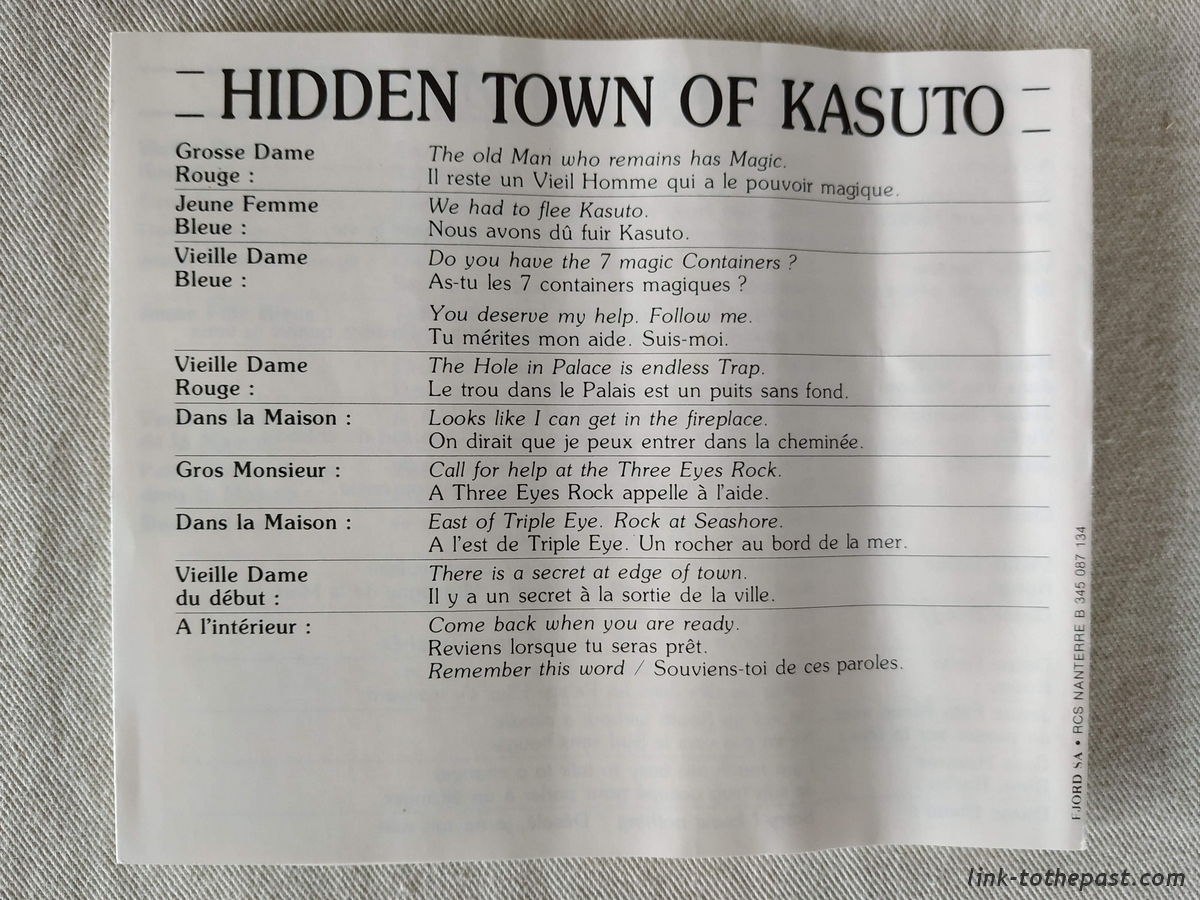 HIDDEN TOWN OF KASUTO
Grosse Dame
Rouge :
The old Man who remains has Magic.
Il reste un Vieil Homme qui a le pouvoir magique.
Jeune Femme
Bleue :
We had to flee Kasuto.
Nous avons dû fuir Kasuto.
Vieille Dame
Bleue :
Do you have the 7 magic Containers ?
As-tu les 7 containers magiques ?
You deserve my help. Follow me.
Tu mérites mon aide. Suis-moi.
Vieille Dame
Rouge :
The Hole in Palace is endless Trap.
Le trou dans le Palais est un puits sans fond.
Dans la Maison :
Looks like I can get in the fireplace.
On dirait que je peux entrer dans la cheminée.
Gros Monsieur :
Call for help at the Three Eyes Rock.
A Three Eyes Rock appelle à l'aide.
Dans la Maison :
East of Triple Eye. Rock at Seashore.
A l'est de Triple Eye. Un rocher au bord de la mer.
Vieille Dame
du début :
There is a secret at edge of town.
Il y a un secret à la sortie de la ville.
A l'intérieur :
Come back when you are ready.
Reviens lorsque tu seras prêt.
Remember this word / Souviens-toi de ces paroles.
FJORD SA • RCS NANTERRE B 345 087 134
link-tothepast.com